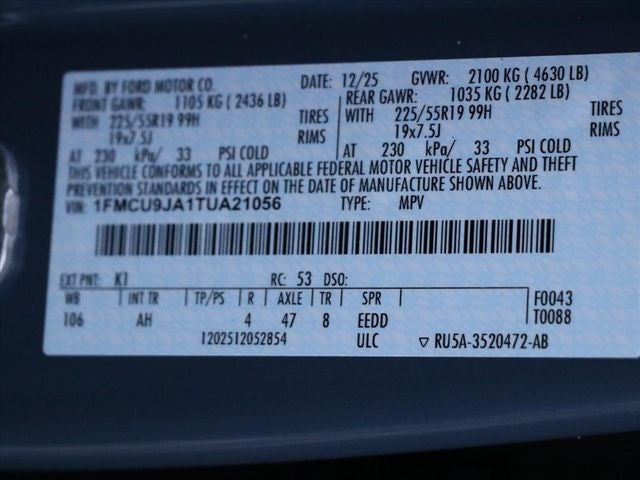 MFD. BY FORD MOTOR CO. DATE: 12/25 GVWR: 2100 KG ( 4630 LB)
FRONT GAWR: 1105 KG ( 2436 LB) REAR GAWR: 1035 KG ( 2282 LB)
WITH 225/55R19 99H TIRES WITH 225/55R19 99H TIRES
19x7.5J RIMS 19x7.5J RIMS
AT 230 kPa/ 33 PSI COLD AT 230 kPa/ 33 PSI COLD
THIS VEHICLE CONFORMS TO ALL APPLICABLE FEDERAL MOTOR VEHICLE SAFETY AND THEFT
PREVENTION STANDARDS IN EFFECT ON THE DATE OF MANUFACTURE SHOWN ABOVE.
VIN: 1FMCU9JA1TUA21056 TYPE: MPV
EXT PNT: K1 RC: 53 DSO:
WB INT TR TP/PS R AXLE TR SPR F0043
106 AH 4 47 8 EEDD T0088
1202512052854 ULC ▽ RU5A-3520472-AB